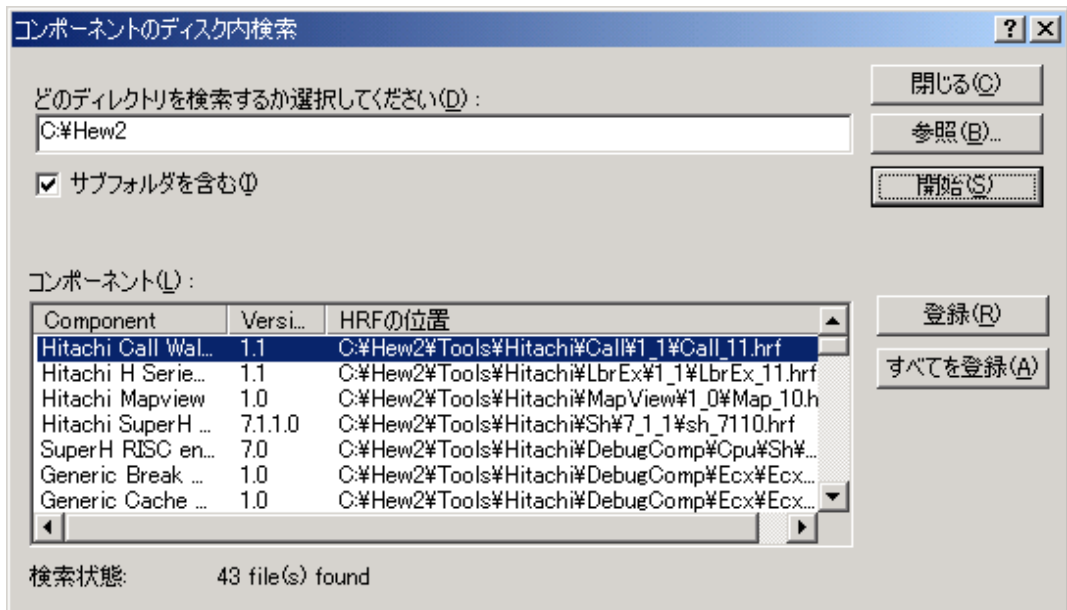 コンポーネントのディスク内検索
どのディレクトリを検索するか選択してください(D) :
C:¥Hew2
サブフォルダを含む(I)
閉じる(C)
参照(B)...
開始(S)
コンポーネント(L) :
Component Versi... HRFの位置
Hitachi Call Wal... 1.1 C:¥Hew2¥Tools¥Hitachi¥Call¥1_1¥Call_11.hrf
Hitachi H Serie... 1.1 C:¥Hew2¥Tools¥Hitachi¥LbrEx¥1_1¥LbrEx_11.hrf
Hitachi Mapview 1.0 C:¥Hew2¥Tools¥Hitachi¥MapView¥1_0¥Map_10.h
Hitachi SuperH ... 7.1.1.0 C:¥Hew2¥Tools¥Hitachi¥Sh¥7_1_1¥sh_7110.hrf
SuperH RISC en... 7.0 C:¥Hew2¥Tools¥Hitachi¥DebugComp¥Cpu¥Sh¥...
Generic Break ... 1.0 C:¥Hew2¥Tools¥Hitachi¥DebugComp¥Ecx¥Ecx...
Generic Cache ... 1.0 C:¥Hew2¥Tools¥Hitachi¥DebugComp¥Ecx¥Ecx...
登録(R)
すべてを登録(A)
検索状態: 43 file(s) found